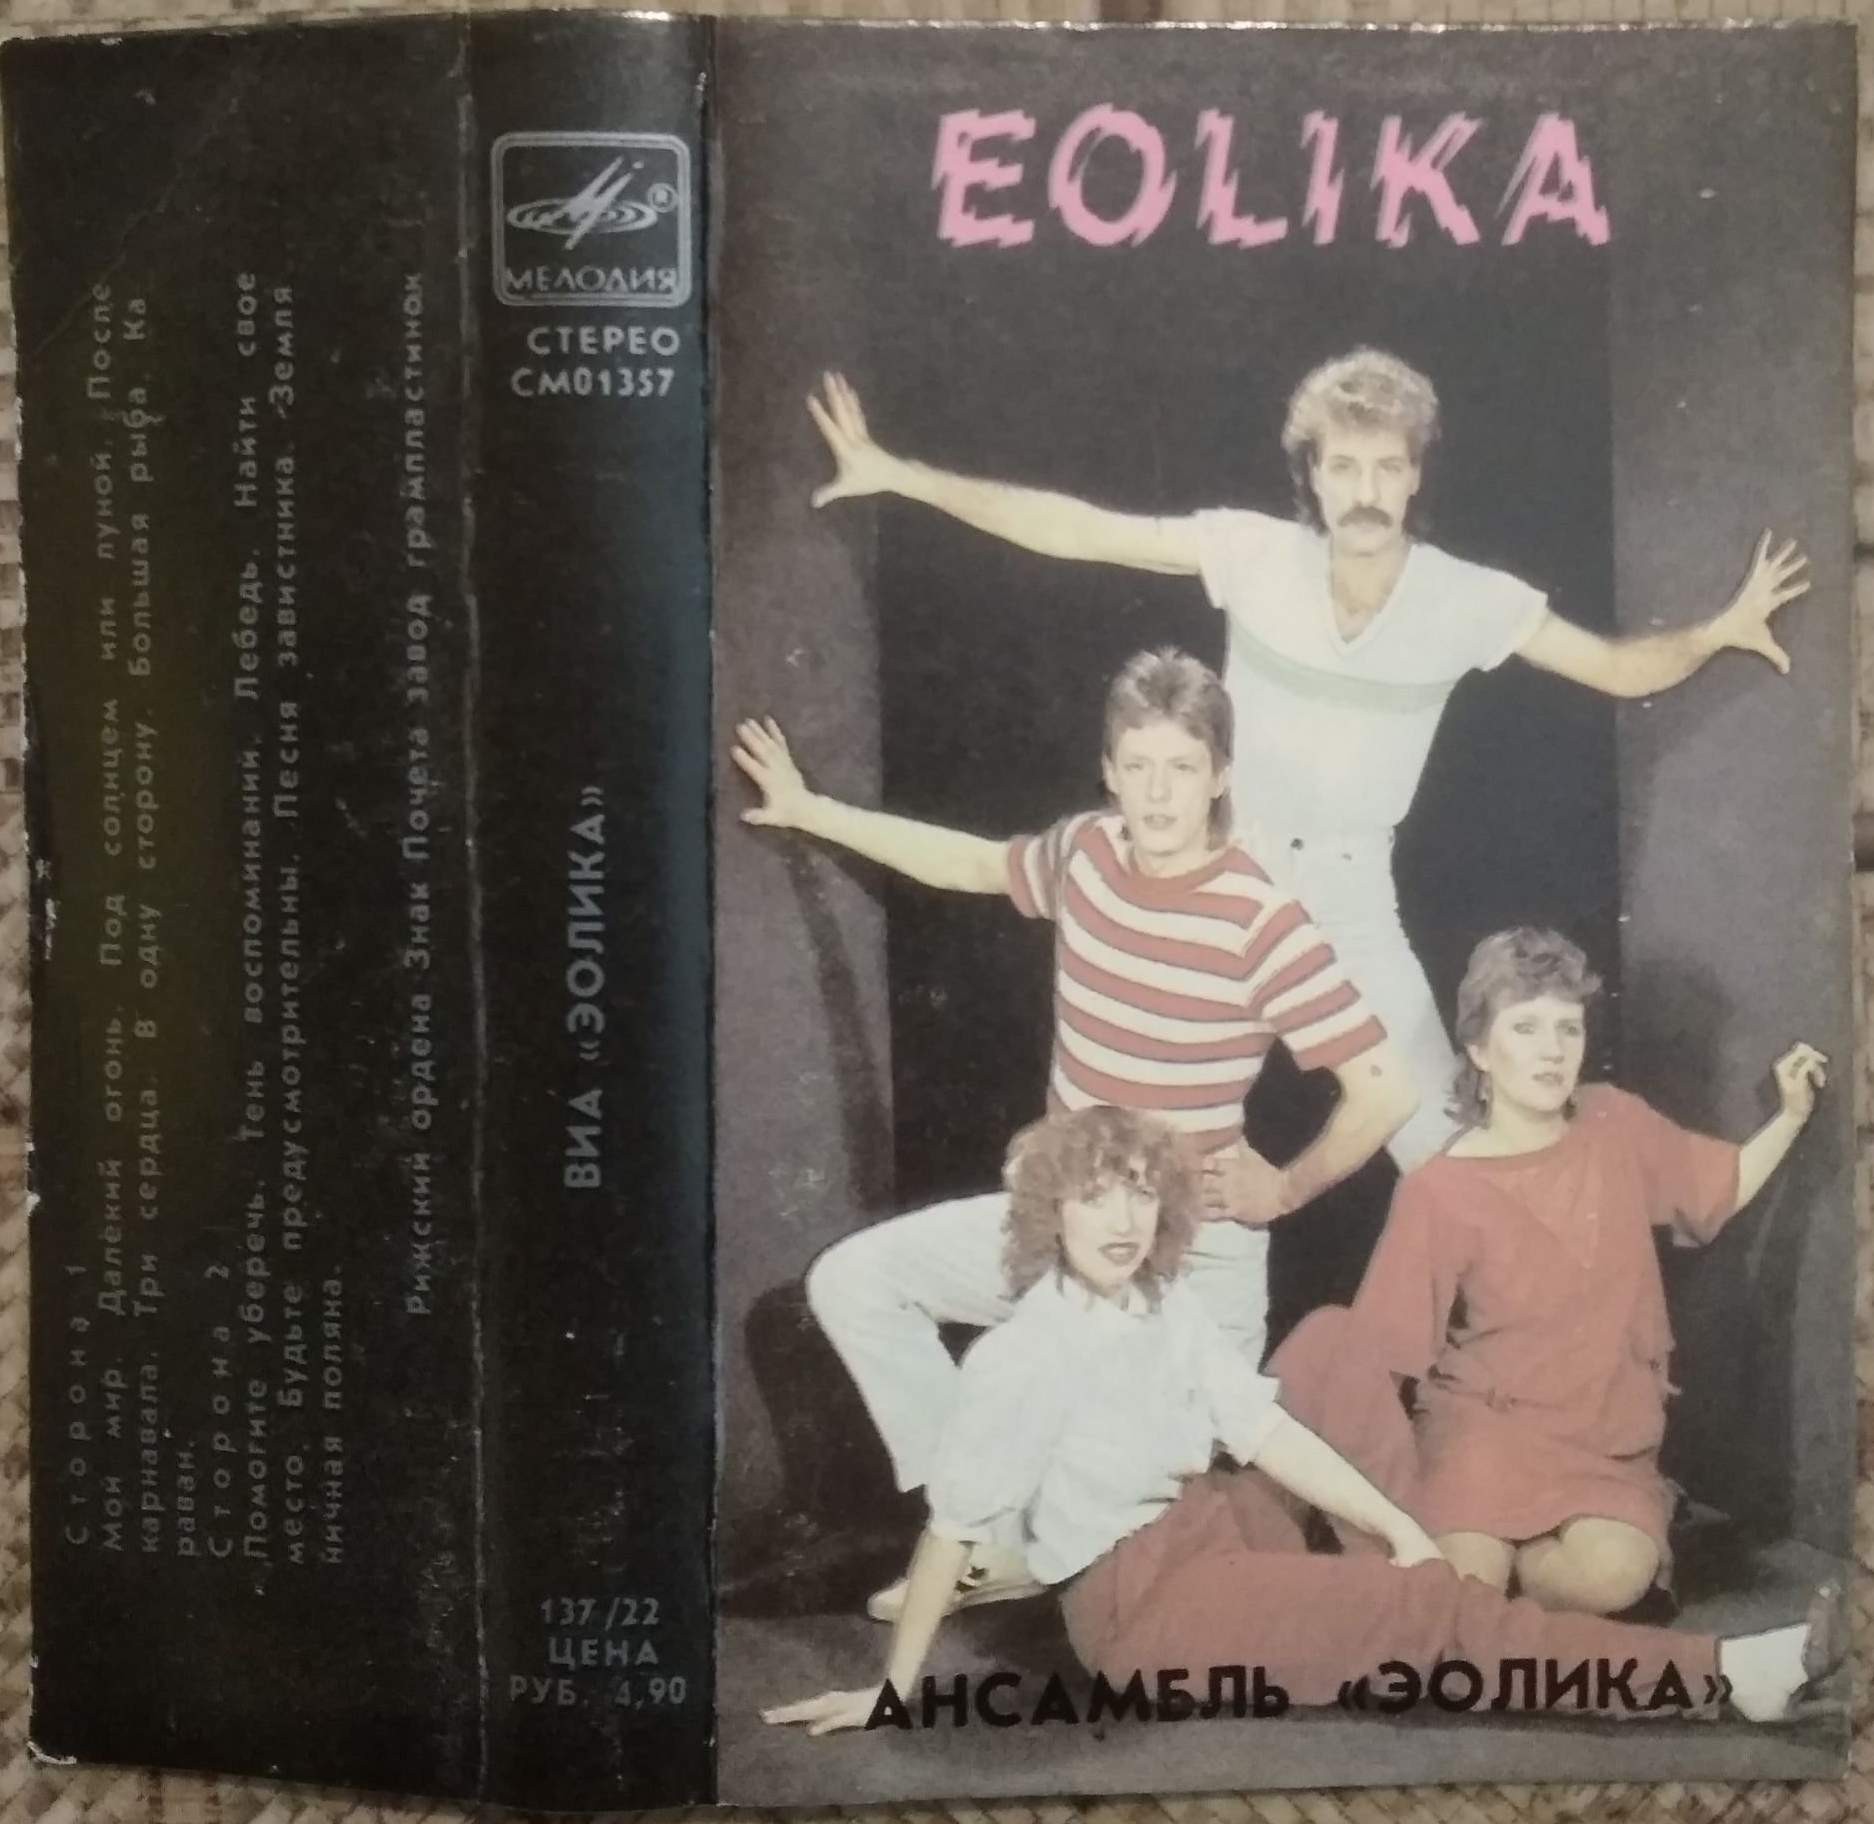 Сторона 1
Мой мир. Далекий огонь. Под солнцем или луной. После
карнавала. Три сердца. В одну сторону. Большая рыба. Ка
раван.
Сторона 2
Помогите уберечь. Тень воспоминаний. Лебедь. Найти свое
место. Будьте предусмотрительны. Песня завистника. Земля
ничная поляна.
Рижский ордена Знак Почета завод грампластинок
МЕЛОДИЯ
СТЕРЕО
СМ01357
ВИА «ЭОЛИКА»
137/22
ЦЕНА
РУБ. 4,90
EOLIKA
АНСАМБЛЬ «ЭОЛИКА»